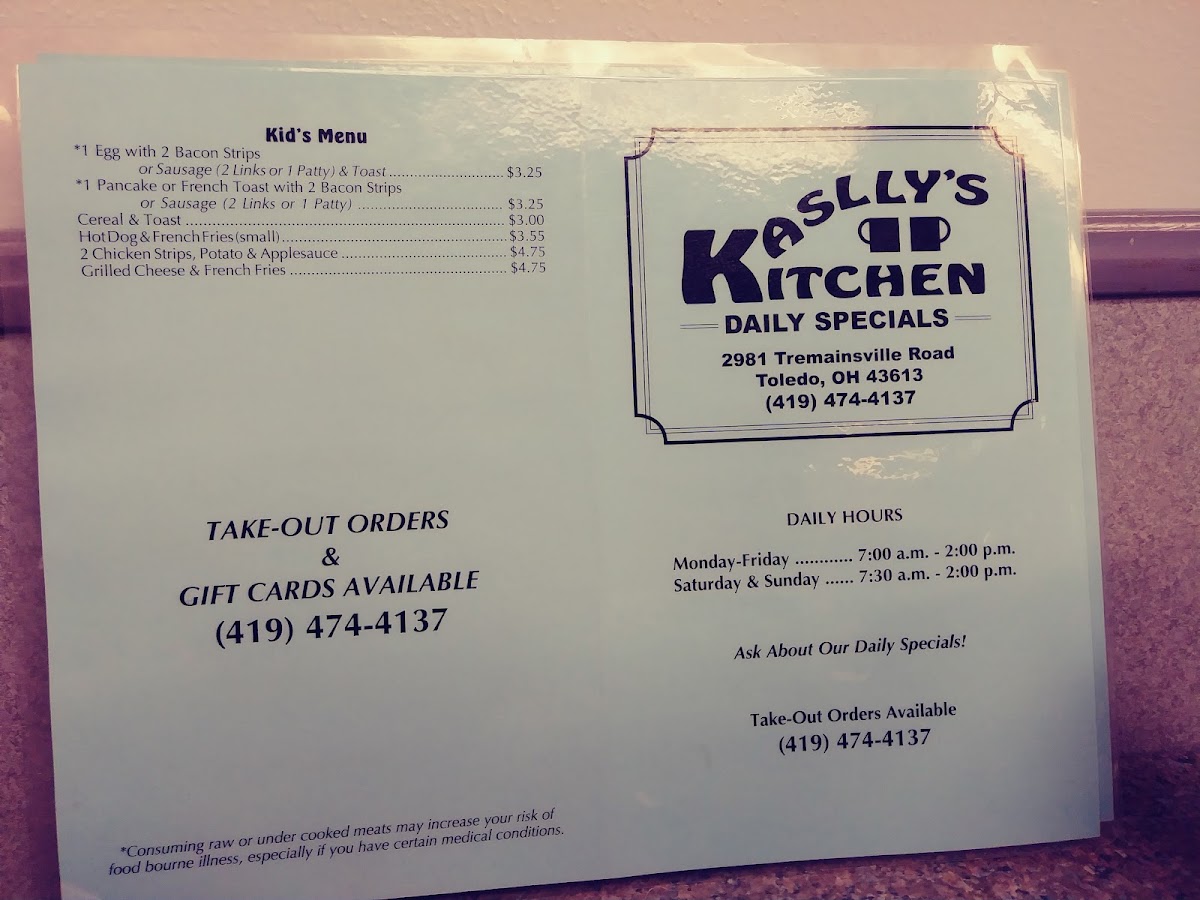 Kid's Menu
*1 Egg with 2 Bacon Strips
or Sausage (2 Links or 1 Patty) & Toast ............................. $3.25
*1 Pancake or French Toast with 2 Bacon Strips
or Sausage (2 Links or 1 Patty) .................................... $3.25
Cereal & Toast ................................................................................ $3.00
Hot Dog & French Fries (small) ......................................................... $3.55
2 Chicken Strips, Potato & Applesauce ......................................... $4.75
Grilled Cheese & French Fries ...................................................... $4.75
TAKE-OUT ORDERS
&
GIFT CARDS AVAILABLE
(419) 474-4137
*Consuming raw or under cooked meats may increase your risk of
food bourne illness, especially if you have certain medical conditions.
KASLLY'S
KITCHEN
DAILY SPECIALS
2981 Tremainsville Road
Toledo, OH 43613
(419) 474-4137
DAILY HOURS
Monday-Friday ............ 7:00 a.m. - 2:00 p.m.
Saturday & Sunday ...... 7:30 a.m. - 2:00 p.m.
Ask About Our Daily Specials!
Take-Out Orders Available
(419) 474-4137